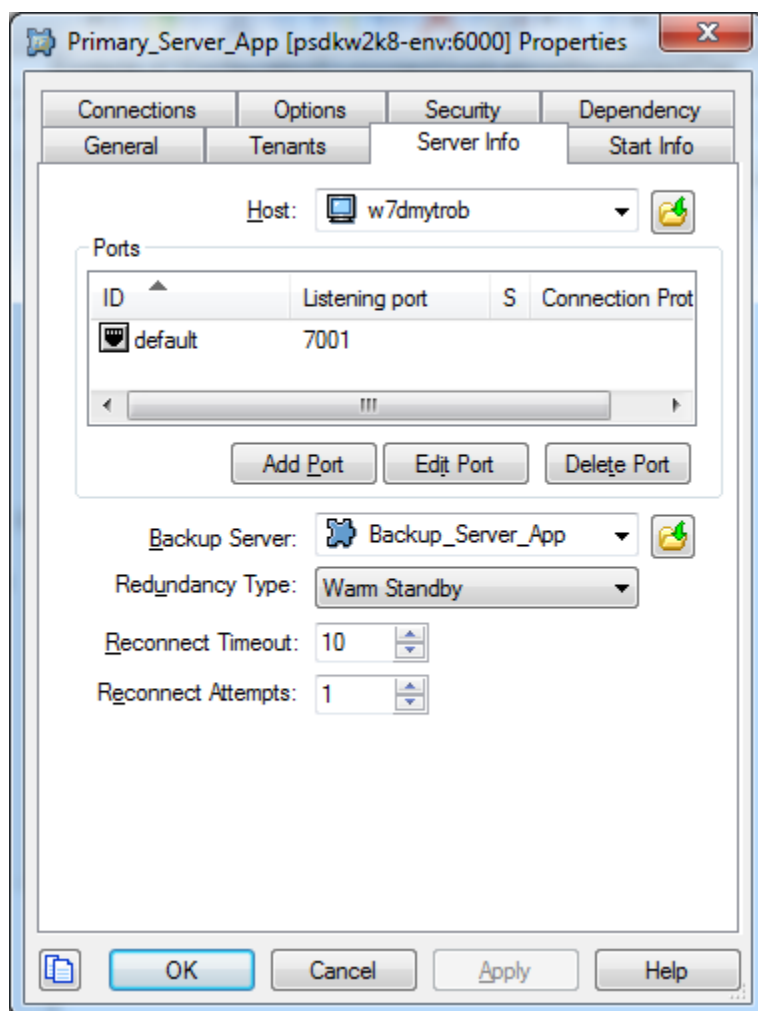 Primary_Server_App [psdkw2k8-env:6000] Properties
Connections Options Security Dependency
General Tenants Server Info Start Info
Host: w7dmytrob
Ports
ID Listening port S Connection Prot
default 7001
Add Port Edit Port Delete Port
Backup Server: Backup_Server_App
Redundancy Type: Warm Standby
Reconnect Timeout: 10
Reconnect Attempts: 1
OK Cancel Apply Help